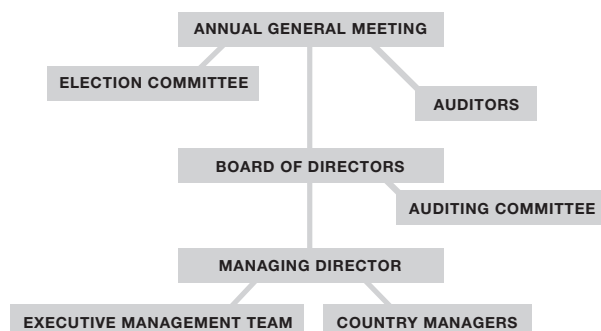 ANNUAL GENERAL MEETING
ELECTION COMMITTEE
AUDITORS
BOARD OF DIRECTORS
AUDITING COMMITTEE
MANAGING DIRECTOR
EXECUTIVE MANAGEMENT TEAM
COUNTRY MANAGERS